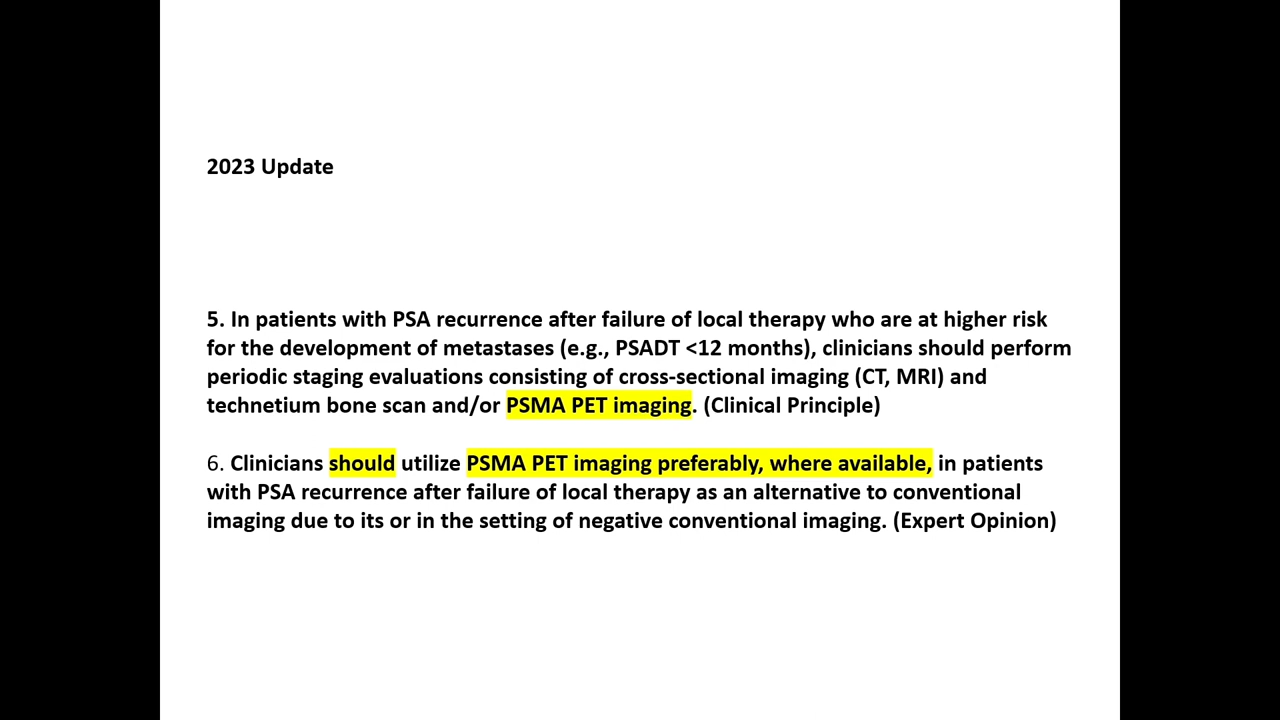 2023 Update
5. In patients with PSA recurrence after failure of local therapy who are at higher risk
for the development of metastases (e.g., PSADT <12 months), clinicians should perform
periodic staging evaluations consisting of cross-sectional imaging (CT, MRI) and
technetium bone scan and/or PSMA PET imaging. (Clinical Principle)
6. Clinicians should utilize PSMA PET imaging preferably, where available, in patients
with PSA recurrence after failure of local therapy as an alternative to conventional
imaging due to its or in the setting of negative conventional imaging. (Expert Opinion)